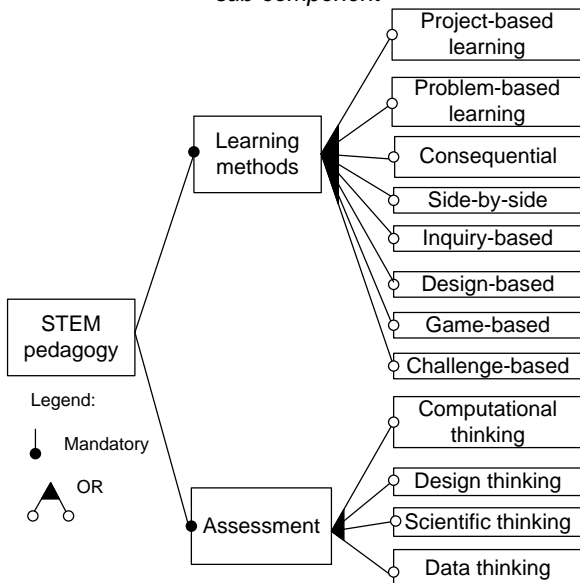 sub-component
Project-based
learning
Problem-based
learning
Learning
methods
Consequential
Side-by-side
Inquiry-based
Design-based
Game-based
Challenge-based
STEM
pedagogy
Legend:
Mandatory
OR
Computational
thinking
Design thinking
Assessment
Scientific thinking
Data thinking